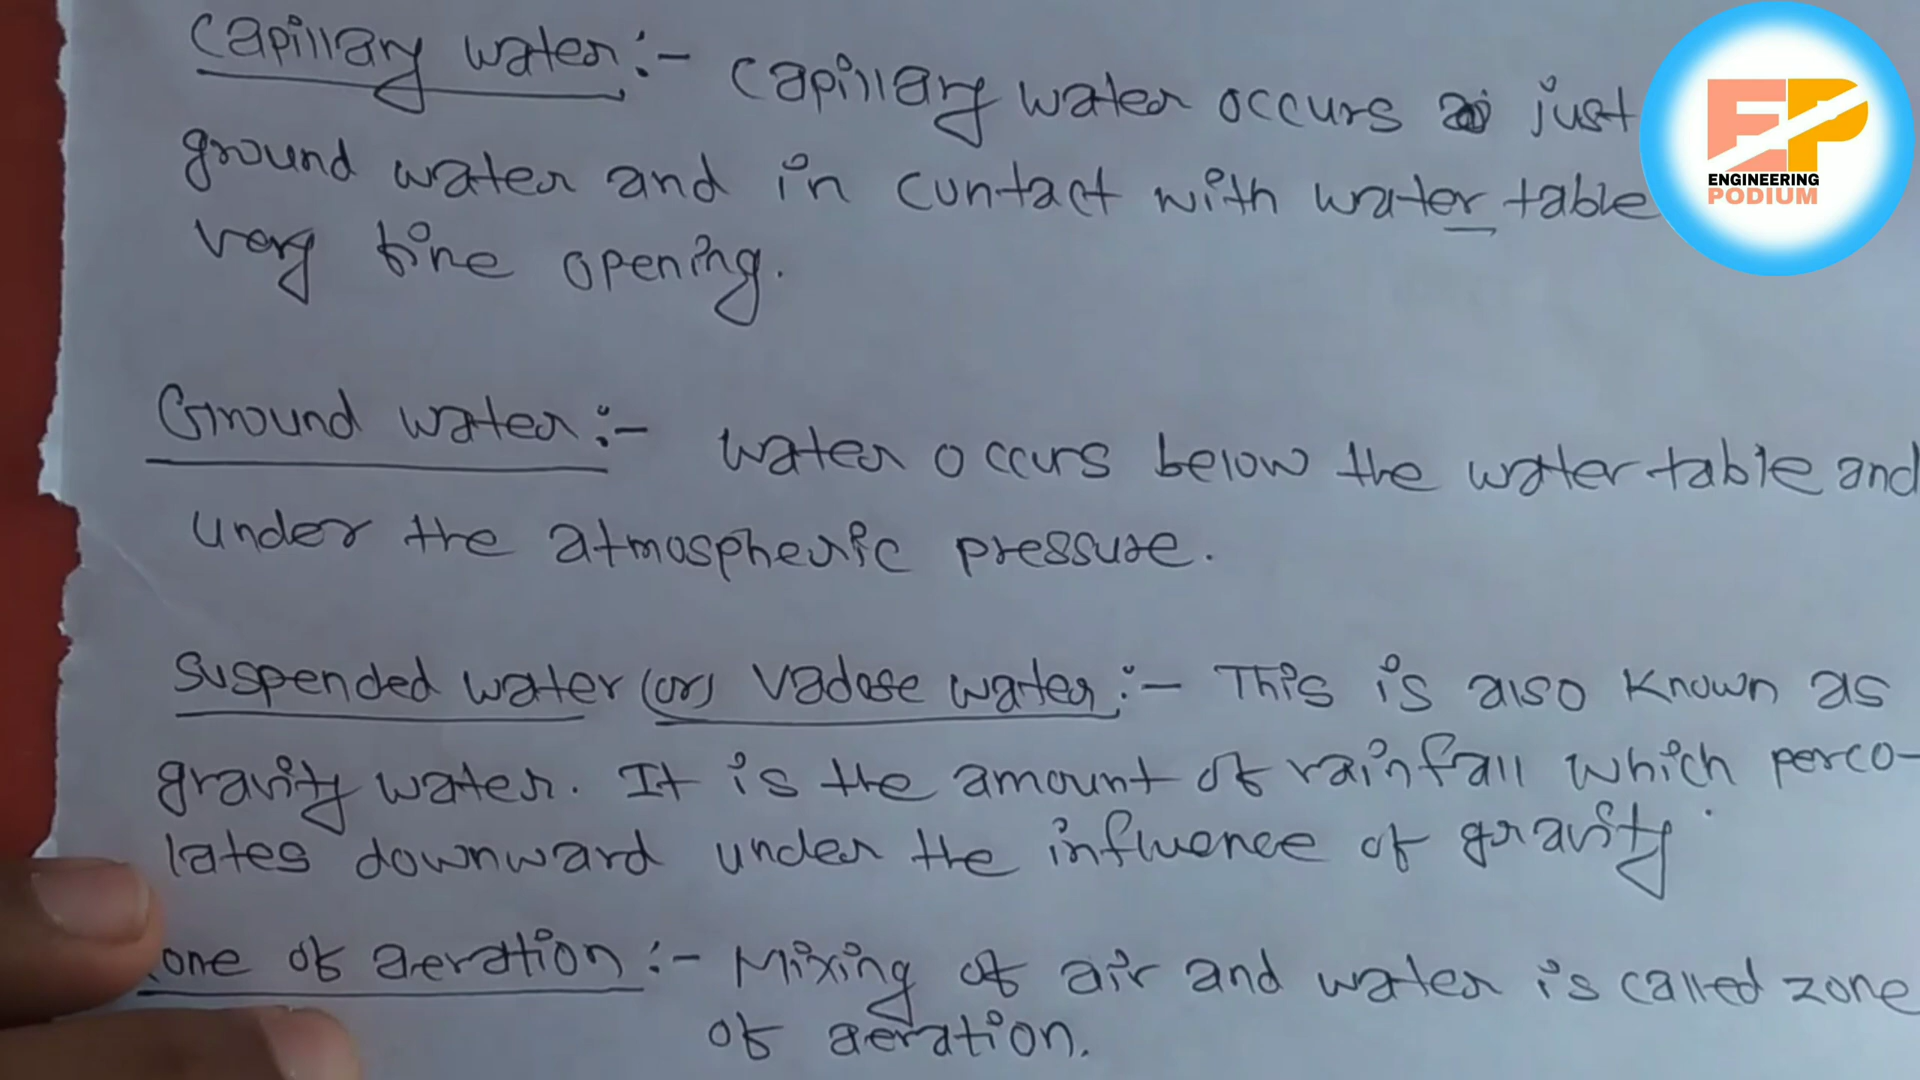 Capillary water:- Capillary water occurs just
ground water and in contact with water table
very fine opening.
Ground water:- water occurs below the water table and
under the atmospheric pressure.
Suspended water (or) Vadose water:- This is also known as
gravity water. It is the amount of rainfall which perco-
lates downward under the influence of gravity
one of aeration:- Mixing of air and water is called zone
of aeration.
EP
ENGINEERING
PODIUM